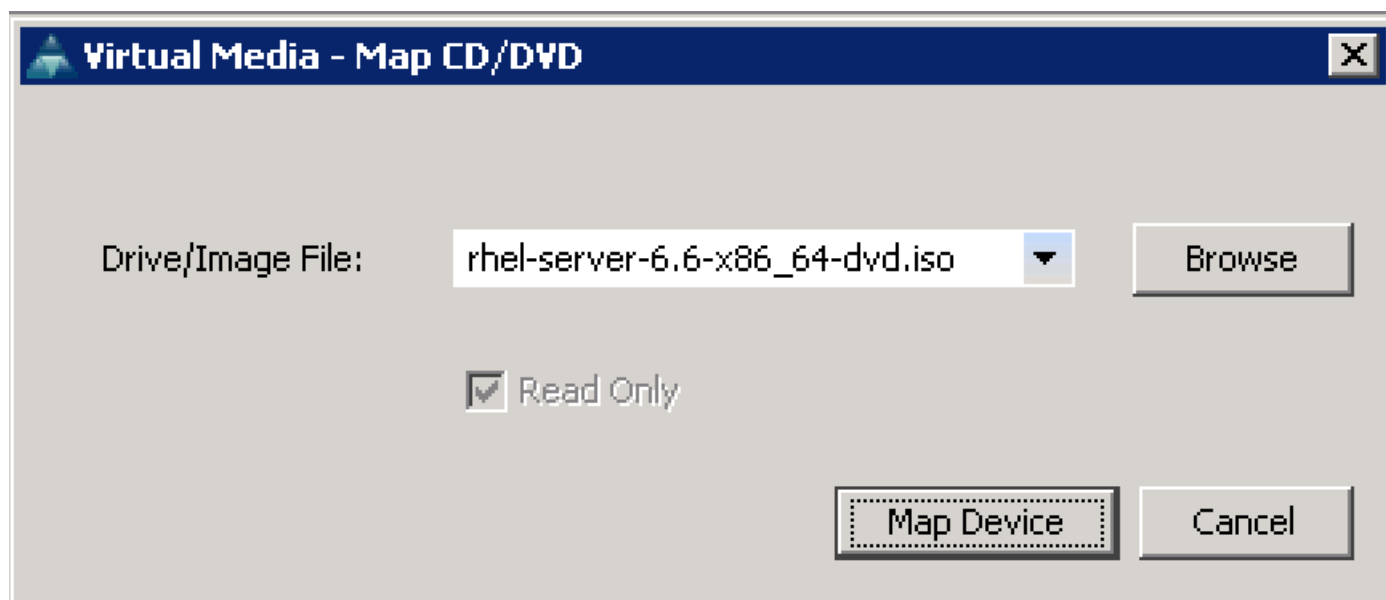 Virtual Media - Map CD/DVD
Drive/Image File: rhel-server-6.6-x86_64-dvd.iso Browse
Read Only
Map Device Cancel